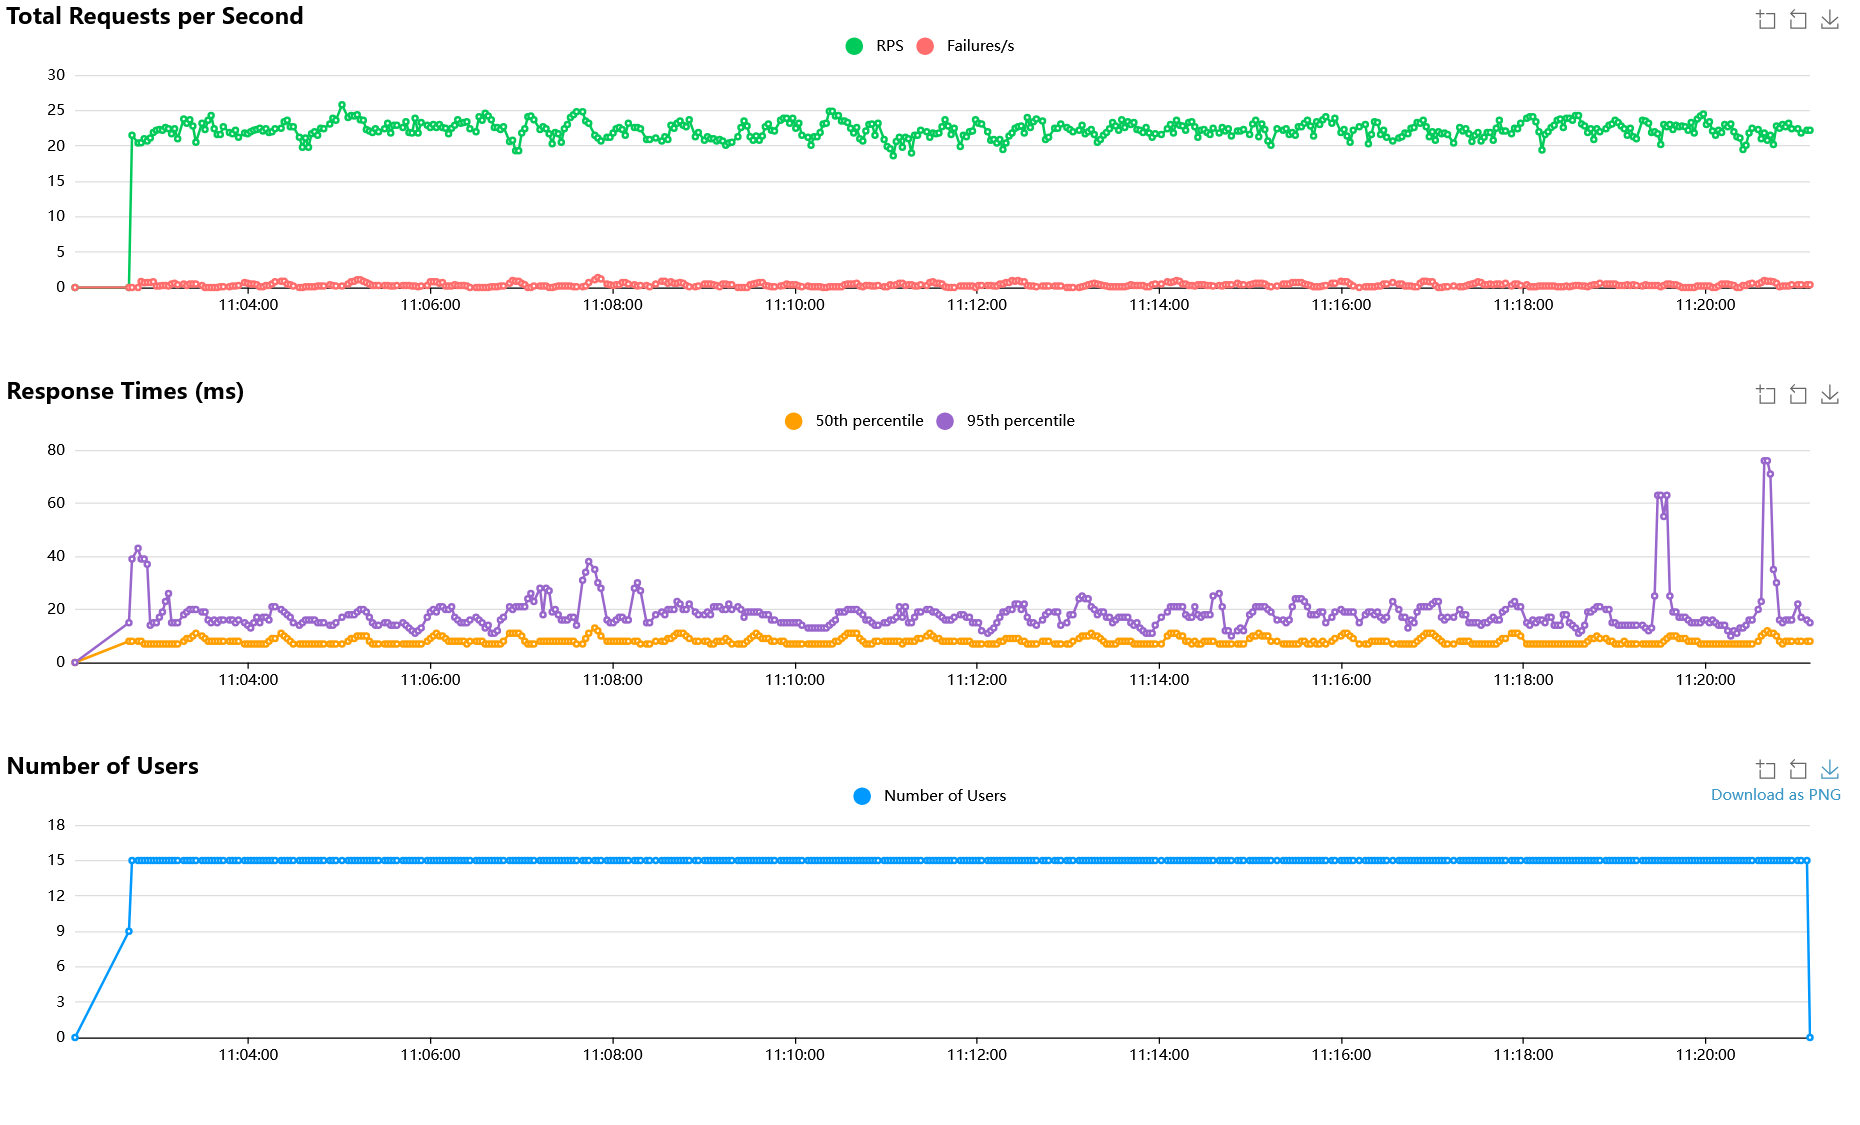 Total Requests per Second
RPS Failures/s
30
25
20
15
10
5
0
11:04:00 11:06:00 11:08:00 11:10:00 11:12:00 11:14:00 11:16:00 11:18:00 11:20:00
Response Times (ms)
50th percentile 95th percentile
80
60
40
20
0
11:04:00 11:06:00 11:08:00 11:10:00 11:12:00 11:14:00 11:16:00 11:18:00 11:20:00
Number of Users
Number of Users Download as PNG
18
15
12
9
6
3
0
11:04:00 11:06:00 11:08:00 11:10:00 11:12:00 11:14:00 11:16:00 11:18:00 11:20:00